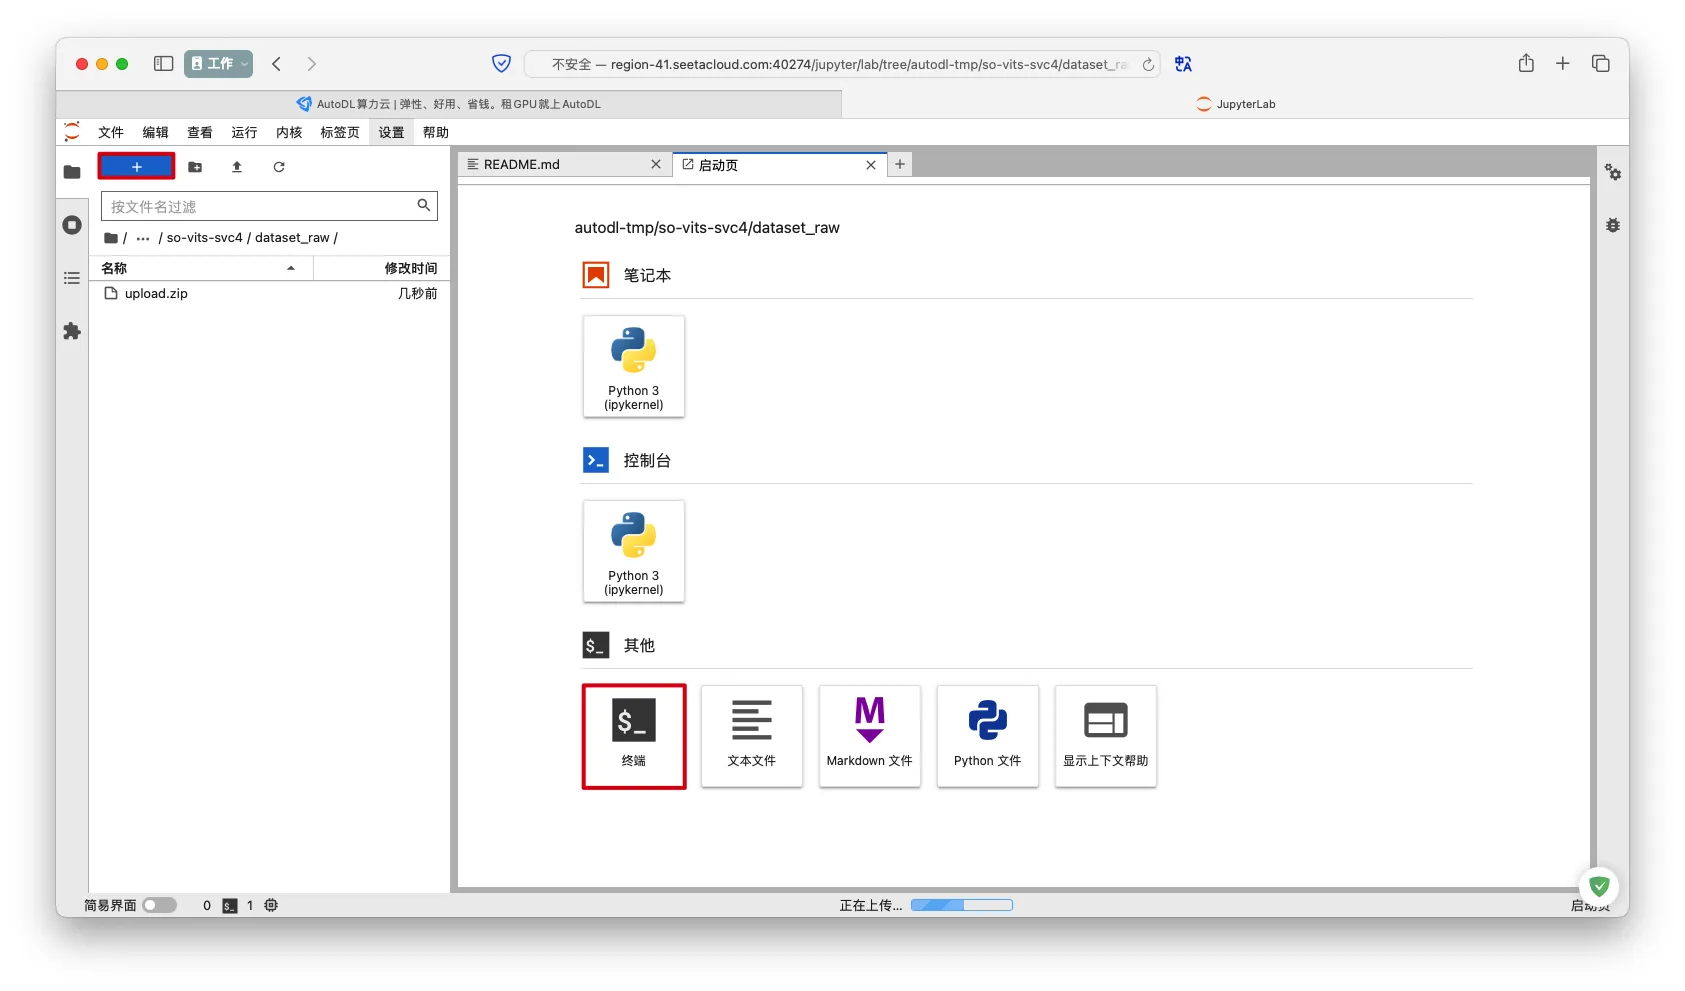 工作
不安全 — region-41.seetacloud.com:40274/jupyter/lab/tree/autodl-tmp/so-vits-svc4/dataset_ra
AutoDL算力云 | 弹性、好用、省钱。租GPU就上AutoDL
JupyterLab
文件 编辑 查看 运行 内核 标签页 设置 帮助
README.md
启动页
按文件名过滤
/ ··· / so-vits-svc4 / dataset_raw /
名称 修改时间
upload.zip 几秒前
autodl-tmp/so-vits-svc4/dataset_raw
笔记本
Python 3
(ipykernel)
控制台
Python 3
(ipykernel)
$_ 其他
$_
M
终端 文本文件 Markdown 文件 Python 文件 显示上下文帮助
简易界面 0 $_ 1 正在上传... 启动页